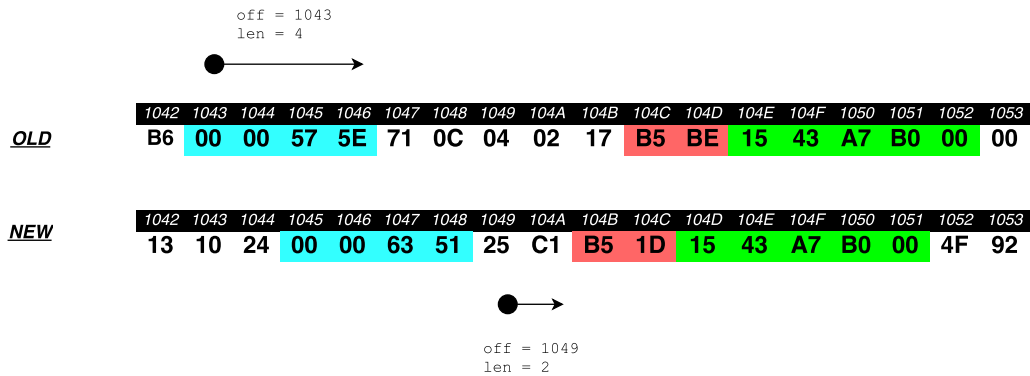 off = 1043
len = 4
1042 1043 1044 1045 1046 1047 1048 1049 104A 104B 104C 104D 104E 104F 1050 1051 1052 1053
OLD B6 00 00 57 5E 71 0C 04 02 17 B5 BE 15 43 A7 B0 00 00
1042 1043 1044 1045 1046 1047 1048 1049 104A 104B 104C 104D 104E 104F 1050 1051 1052 1053
NEW 13 10 24 00 00 63 51 25 C1 B5 1D 15 43 A7 B0 00 4F 92
off = 1049
len = 2